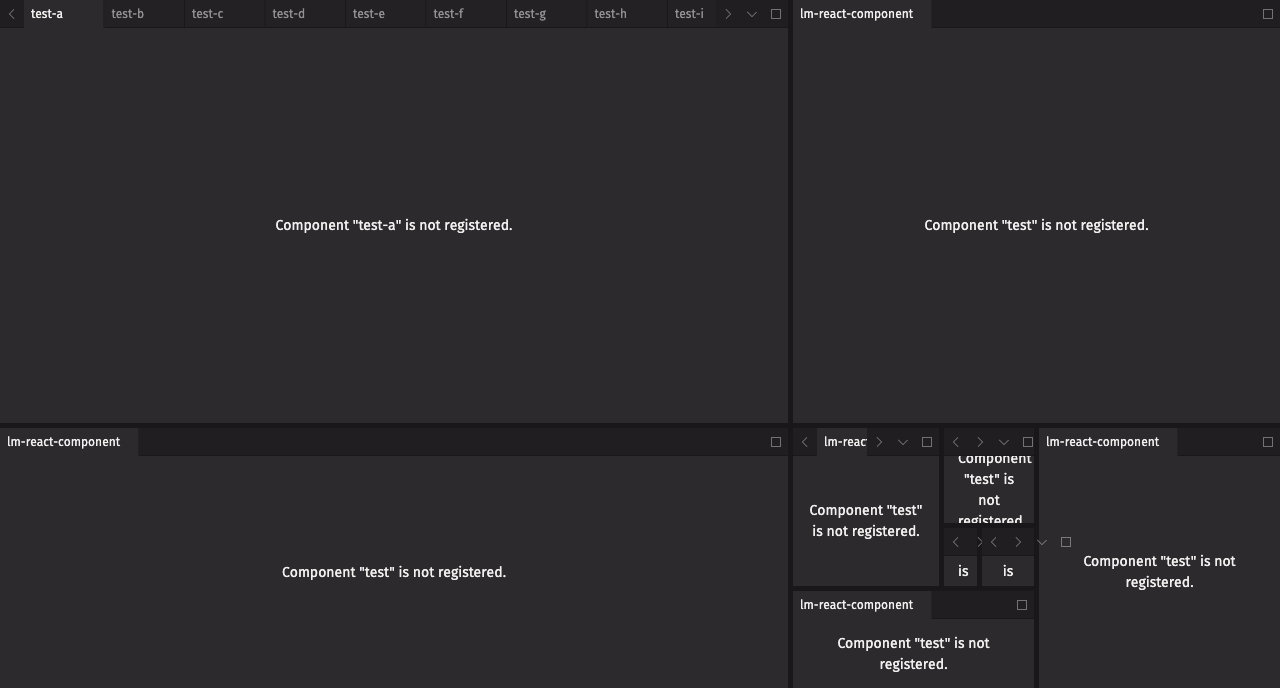 test-a test-b test-c test-d test-e test-f test-g test-h test-i
Component "test-a" is not registered.
lm-react-component
Component "test" is not registered.
lm-react-component
Component "test" is not registered.
lm-reac
Component "test"
is not registered.
Component
"test" is
not
registered
is
is
lm-react-component
Component "test" is not
registered.
lm-react-component
Component "test" is not
registered.